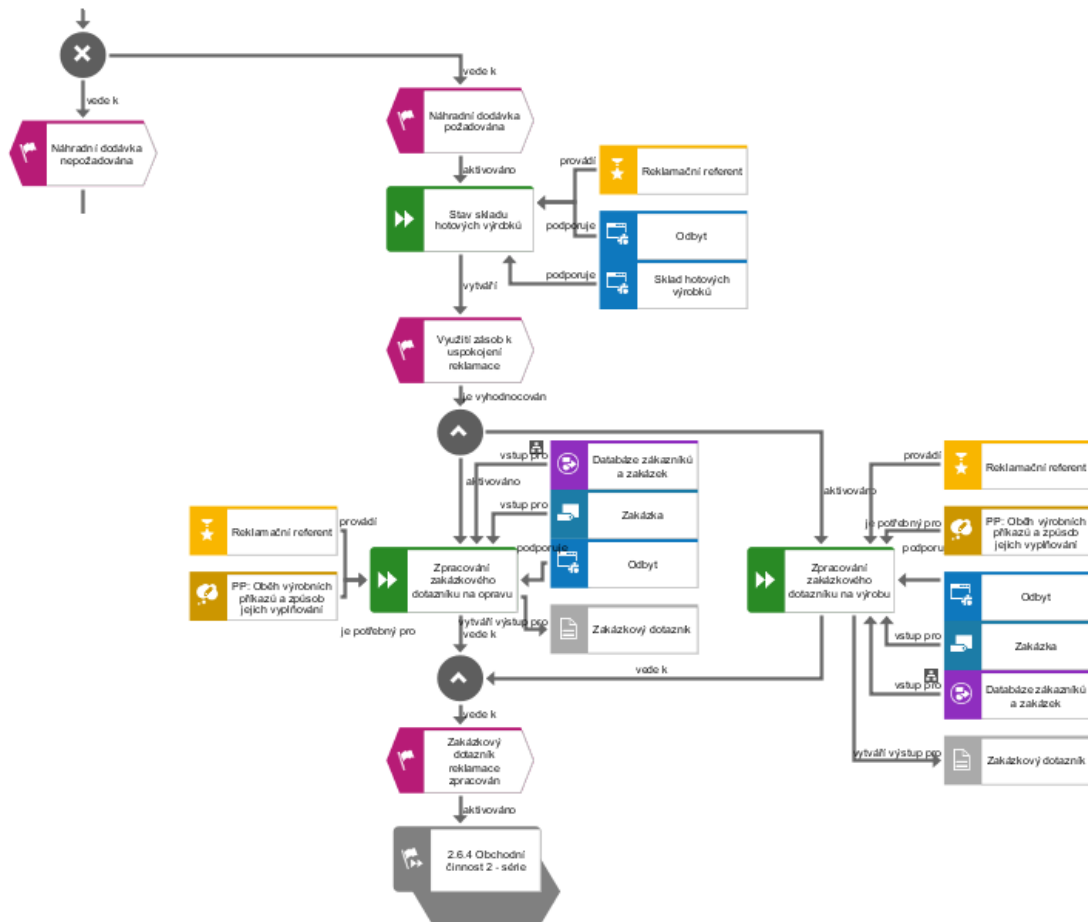 vede k
vede k
Náhradní dodávka
nepožadována
Náhradní dodávka
požadována
aktivováno
provádí
Reklamační referent
Stav skladu
hotových výrobků
podporuje
Odbyt
podporuje
Sklad hotových
výrobků
vytváří
Využití zásob k
uspokojení
reklamace
je vyhodnocován
vstup pro
Databáze zákazníků
a zakázek
aktivováno
vstup pro
Zakázka
podporuje
Odbyt
Reklamační referent
provádí
PP: Oběh výrobních
příkazů a způsob
jejich vyplňování
je potřebný pro
Zpracování
zakázkového
dotazníku na opravu
vytváří výstup pro
vede k
Zakázkový dotazník
aktivováno
provádí
Reklamační referent
je potřebný pro
PP: Oběh výrobních
příkazů a způsob
jejich vyplňování
podporu
Zpracování
zakázkového
dotazníku na výrobu
Odbyt
vstup pro
Zakázka
vstup pro
Databáze zákazníků
a zakázek
vytváří výstup pro
Zakázkový dotazník
vede k
vede k
Zakázkový
dotazník
reklamace
zpracován
aktivováno
2.6.4 Obchodní
činnost 2 - série